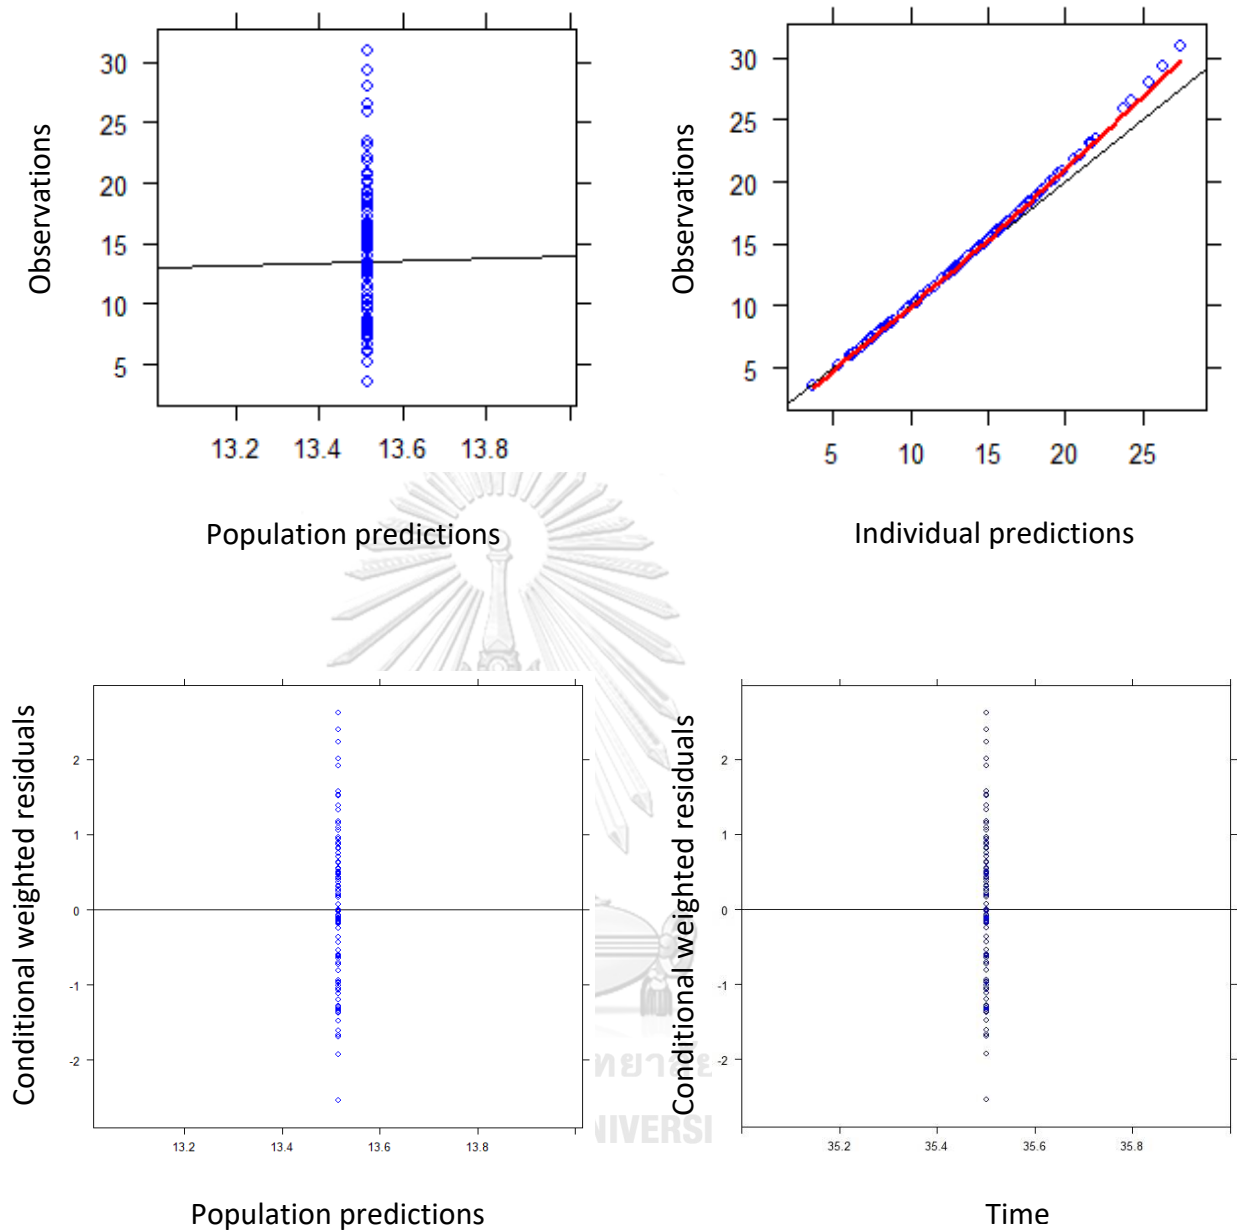 Observations
30
25
20
15
10
5
13.2 13.4 13.6 13.8
Population predictions
Observations
30
25
20
15
10
5
5 10 15 20 25
Individual predictions
Conditional weighted residuals
2
1
0
-1
-2
13.2 13.4 13.6 13.8
Population predictions
Conditional weighted residuals
2
1
0
-1
-2
35.2 35.4 35.6 35.8
Time